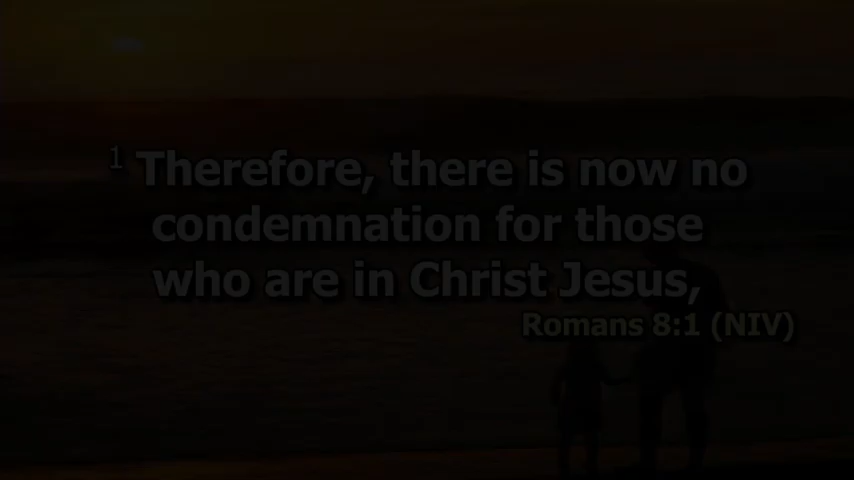 1 Therefore, there is now no
condemnation for those
who are in Christ Jesus,
Romans 8:1 (NIV)